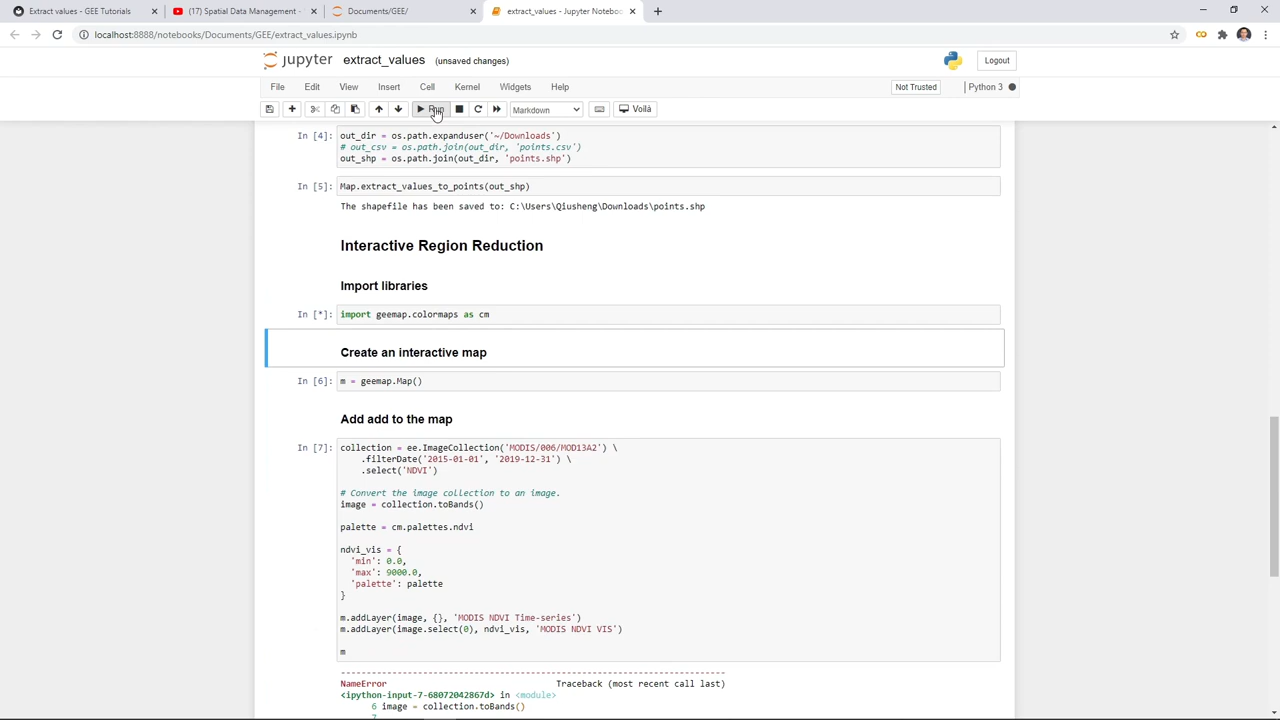 Extract values - GEE Tutorials
(17) Spatial Data Management -
Documents/GEE/
extract_values - Jupyter Noteboo
localhost:8888/notebooks/Documents/GEE/extract_values.ipynb
jupyter extract_values (unsaved changes)
Logout
File Edit View Insert Cell Kernel Widgets Help
Not Trusted
Python 3
Run
Markdown
Voilà
In [4]: out_dir = os.path.expanduser('~/Downloads')
# out_csv = os.path.join(out_dir, 'points.csv')
out_shp = os.path.join(out_dir, 'points.shp')
In [5]: Map.extract_values_to_points(out_shp)
The shapefile has been saved to: C:\Users\Qiusheng\Downloads\points.shp
Interactive Region Reduction
Import libraries
In [*]: import geemap.colormaps as cm
Create an interactive map
In [6]: m = geemap.Map()
Add add to the map
In [7]: collection = ee.ImageCollection('MODIS/006/MOD13A2') \
.filterDate('2015-01-01', '2019-12-31') \
.select('NDVI')
# Convert the image collection to an image.
image = collection.toBands()
palette = cm.palettes.ndvi
ndvi_vis = {
'min': 0.0,
'max': 9000.0,
'palette': palette
}
m.addLayer(image, {}, 'MODIS NDVI Time-series')
m.addLayer(image.select(0), ndvi_vis, 'MODIS NDVI VIS')
m
---------------------------------------------------------------------------
NameError Traceback (most recent call last)
<ipython-input-7-68072042867d> in <module>
6 image = collection.toBands()
7